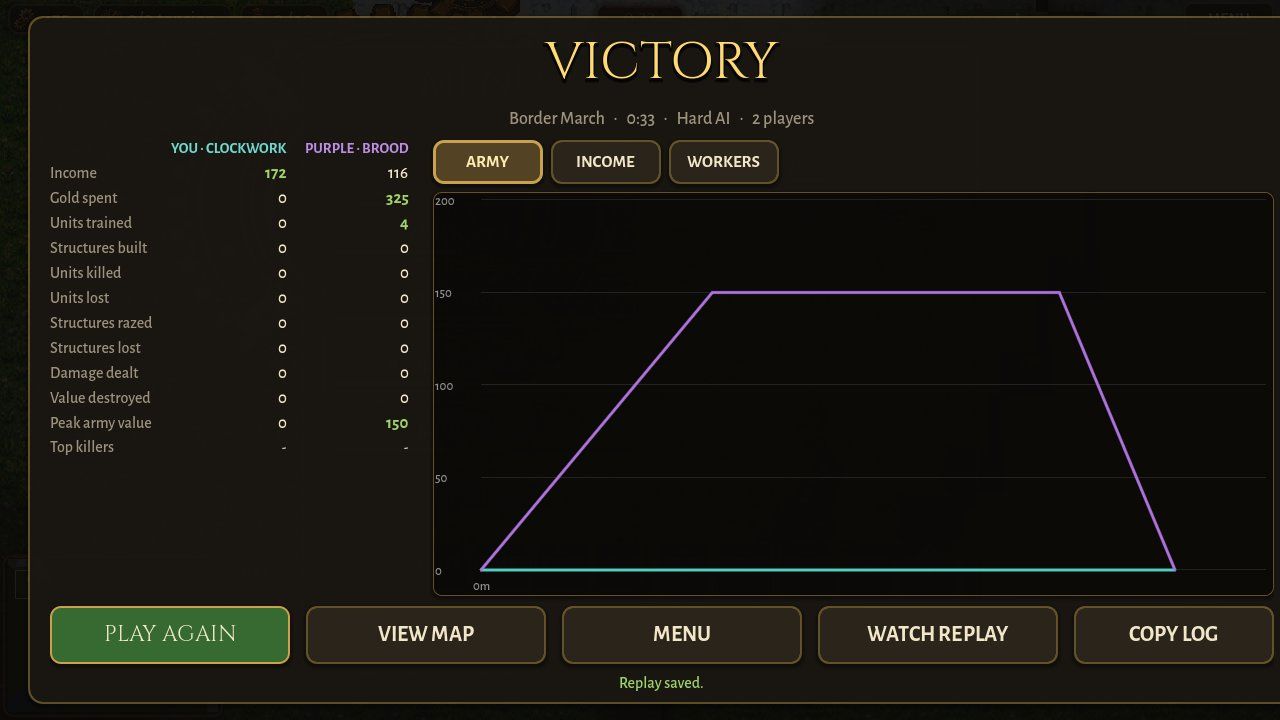 VICTORY
Border March · 0:33 · Hard AI · 2 players
YOU · CLOCKWORK PURPLE · BROOD
Income 172 116
Gold spent 0 325
Units trained 0 4
Structures built 0 0
Units killed 0 0
Units lost 0 0
Structures razed 0 0
Structures lost 0 0
Damage dealt 0 0
Value destroyed 0 0
Peak army value 0 150
Top killers - -
ARMY INCOME WORKERS
200
150
100
50
0
0m
PLAY AGAIN VIEW MAP MENU WATCH REPLAY COPY LOG
Replay saved.